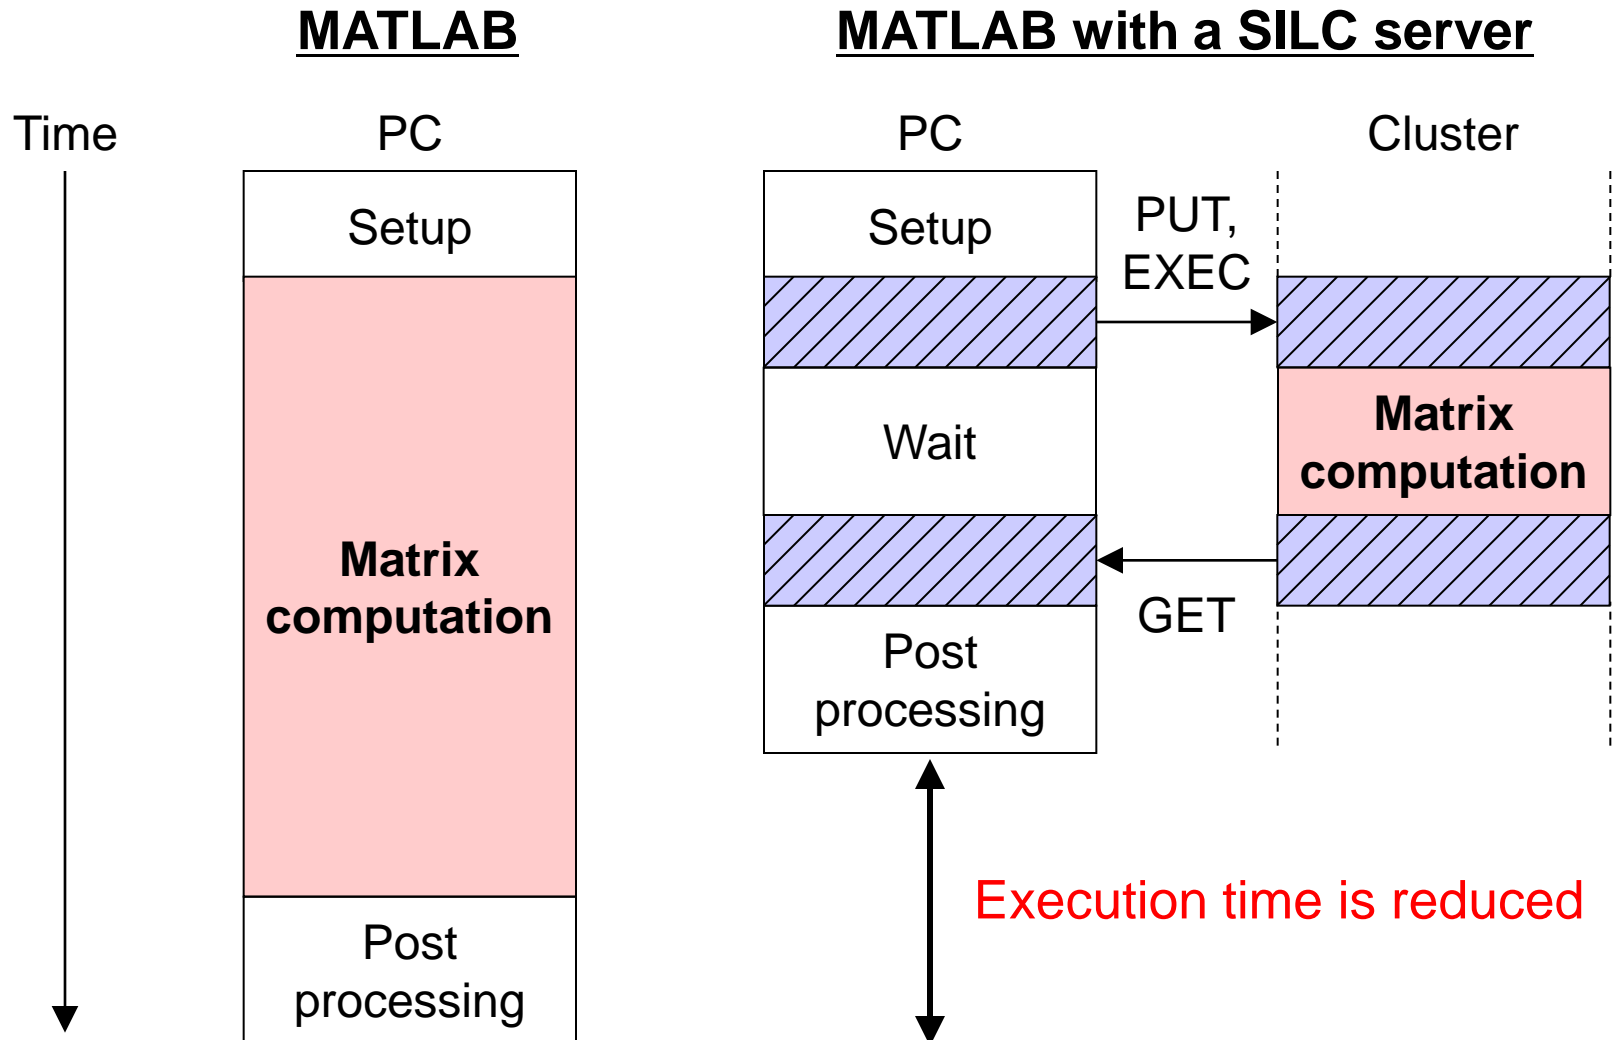 MATLAB
MATLAB with a SILC server
Time
PC
PC
Cluster
Setup
Matrix
computation
Post
processing
Setup
PUT,
EXEC
Wait
Matrix
computation
GET
Post
processing
Execution time is reduced